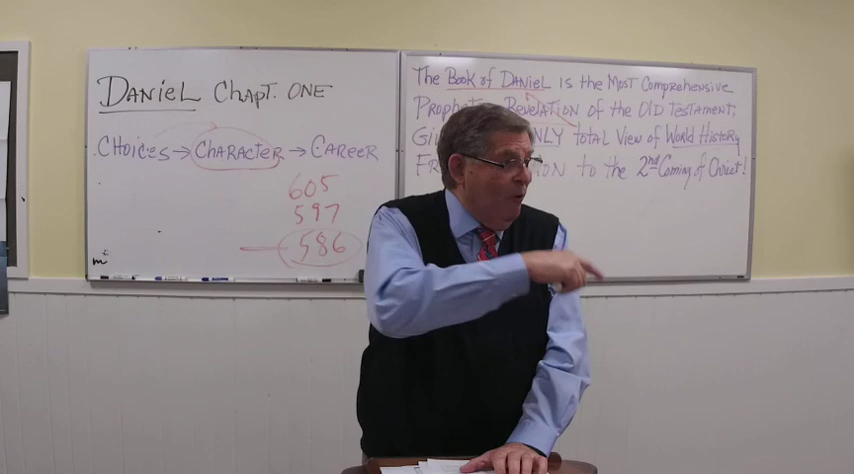 DANIEL Chapt. ONE
CHOICES → CHARACTER → CAREER
605
597
586
The Book of DANIEL is the Most Comprehensive
Revelation of the Old Testament;
ONLY total View of World History
to the 2nd Coming of Christ!